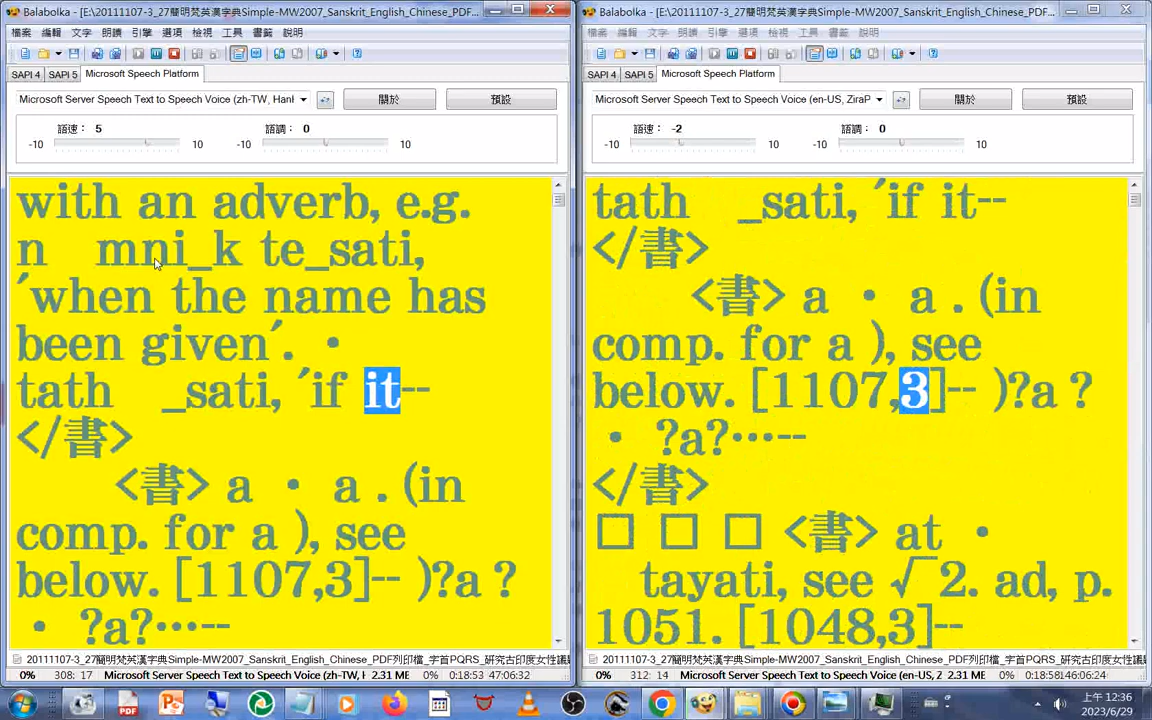 Balabolka - [E:\20111107-3_27簡明梵英漢字典Simple-MW2007_Sanskrit_English_Chinese_PDF...
檔案 編輯 文字 朗讀 引擎 選項 檢視 工具 書籤 說明
SAPI 4 SAPI 5 Microsoft Speech Platform
Microsoft Server Speech Text to Speech Voice (zh-TW, HanH
關於 預設
語速： 5 語調： 0
-10 10 -10 10
with an adverb, e.g.
n mni_k te_sati,
´when the name has
been given´. •
tath _sati, ´if it--
</書>
<書> a • a . (in
comp. for a ), see
below. [1107,3]-- )?a ?
• ?a?…--
20111107-3_27簡明梵英漢字典Simple-MW2007_Sanskrit_English_Chinese_PDF列印檔_字首PQRS_研究古印度女性議題
0% 308: 17 Microsoft Server Speech Text to Speech Voice (zh-TW, H 2.31 ME 0% 0:18:53 47:06:32
Balabolka - [E:\20111107-3_27簡明梵英漢字典Simple-MW2007_Sanskrit_English_Chinese_PDF...
檔案 編輯 文字 朗讀 引擎 選項 檢視 工具 書籤 說明
SAPI 4 SAPI 5 Microsoft Speech Platform
Microsoft Server Speech Text to Speech Voice (en-US, ZiraP
關於 預設
語速： -2 語調： 0
-10 10 -10 10
tath _sati, ´if it--
</書>
<書> a • a . (in
comp. for a ), see
below. [1107,3]-- )?a ?
• ?a?…--
</書>
□ □ □ <書> at •
tayati, see √2. ad, p.
1051. [1048,3]--
20111107-3_27簡明梵英漢字典Simple-MW2007_Sanskrit_English_Chinese_PDF列印檔_字首PQRS_研究古印度女性議題
0% 312: 14 Microsoft Server Speech Text to Speech Voice (en-US, Z 2.31 ME 0% 0:18:58 46:06:24
上午 12:36
2023/6/29